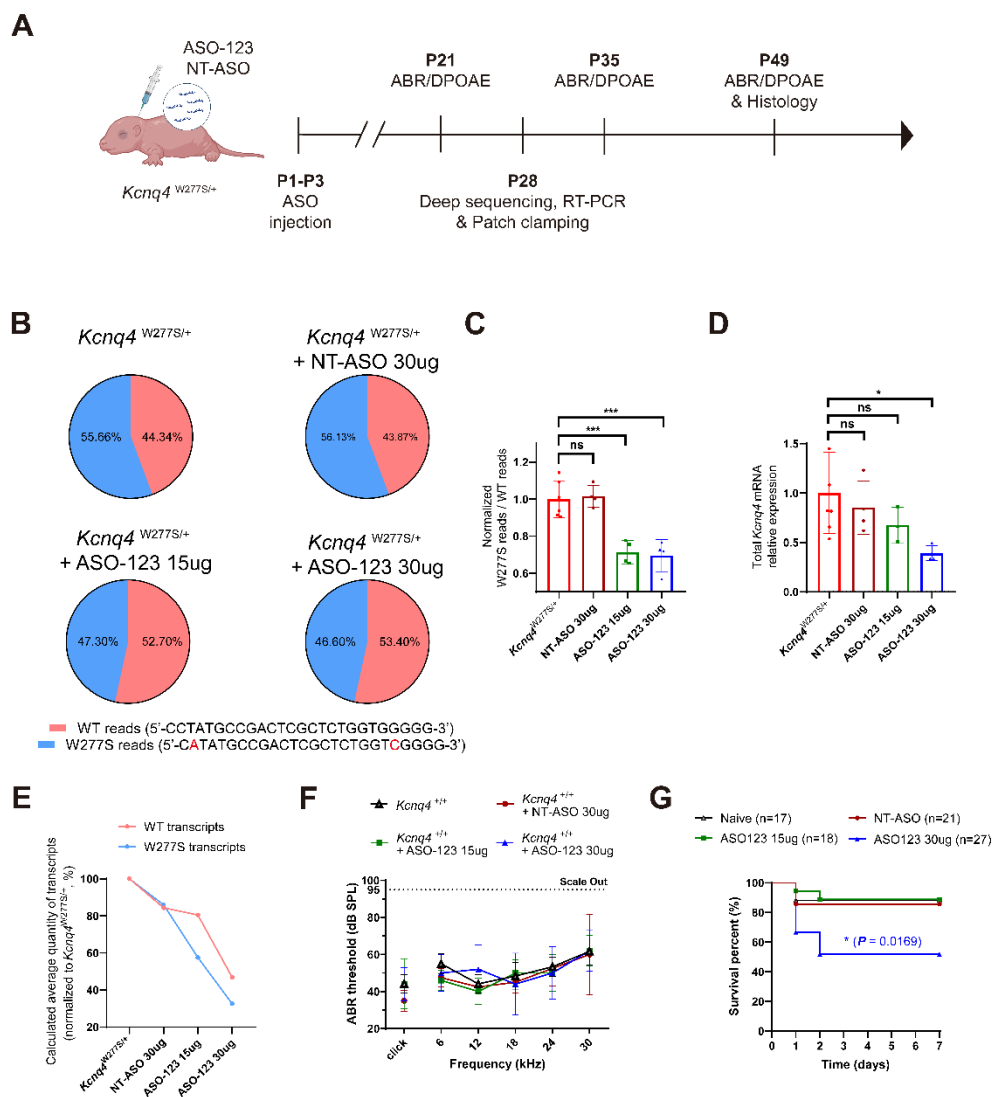 A
ASO-123
NT-ASO
Kcnq4 W277S/+
P1-P3
ASO
injection
P21
ABR/DPOAE
P28
Deep sequencing, RT-PCR
& Patch clamping
P35
ABR/DPOAE
P49
ABR/DPOAE
& Histology
B
Kcnq4 W277S/+
55.66%
44.34%
Kcnq4 W277S/+
+ NT-ASO 30ug
56.13%
43.87%
Kcnq4 W277S/+
+ ASO-123 15ug
47.30%
52.70%
Kcnq4 W277S/+
+ ASO-123 30ug
46.60%
53.40%
WT reads (5'-CCTATGCCGACTCGCTCTGGTGGGGG-3')
W277S reads (5'-CATATGCCGACTCGCTCTGGTCGGGG-3')
C
Normalized
W277S reads / WT reads
1.2
1.0
0.8
0.6
ns
***
***
Kcnq4W277S/+
NT-ASO 30ug
ASO-123 15ug
ASO-123 30ug
D
Total Kcnq4 mRNA
relative expression
1.5
1.0
0.5
0.0
ns
ns
*
Kcnq4W277S/+
NT-ASO 30ug
ASO-123 15ug
ASO-123 30ug
E
WT transcripts
W277S transcripts
Calculated average quantity of transcripts
(normalized to Kcnq4W277S/+, %)
100
80
60
40
20
Kcnq4W277S/+
NT-ASO 30ug
ASO-123 15ug
ASO-123 30ug
F
Kcnq4 +/+
Kcnq4 +/+
+ NT-ASO 30ug
Kcnq4 +/+
+ ASO-123 15ug
Kcnq4 +/+
+ ASO-123 30ug
ABR threshold (dB SPL)
100
95
80
60
40
20
Scale Out
click
6
12
18
24
30
Frequency (kHz)
G
Naive (n=17)
NT-ASO (n=21)
ASO123 15ug (n=18)
ASO123 30ug (n=27)
Survival percent (%)
100
80
60
40
20
0
* (P = 0.0169)
0
1
2
3
4
5
6
7
Time (days)